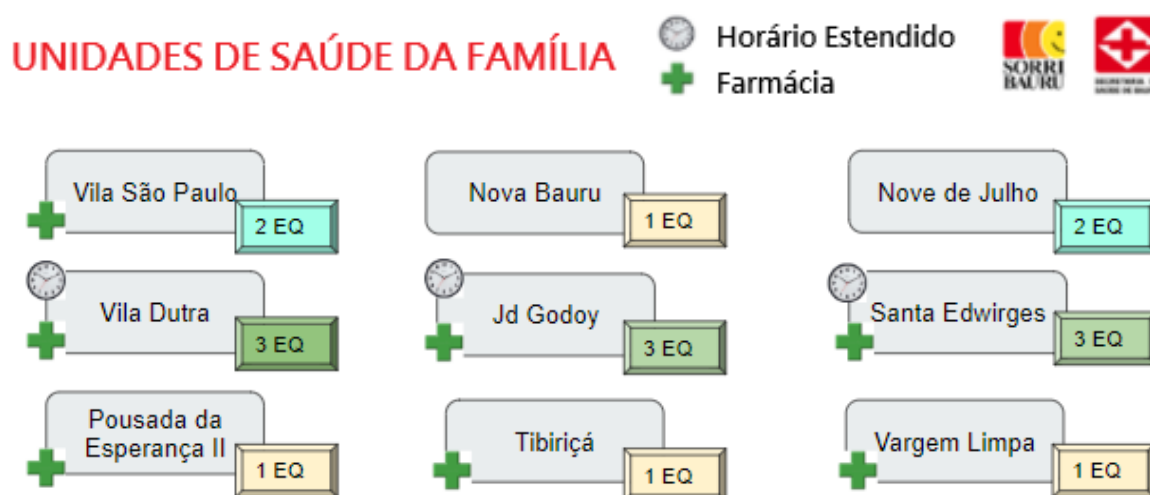 UNIDADES DE SAÚDE DA FAMÍLIA
Horário Estendido
Farmácia
SORRI
BAURU
Vila São Paulo
2 EQ
Nova Bauru
1 EQ
Nove de Julho
2 EQ
Vila Dutra
3 EQ
Jd Godoy
3 EQ
Santa Edwirges
3 EQ
Pousada da
Esperança II
1 EQ
Tibiriçá
1 EQ
Vargem Limpa
1 EQ